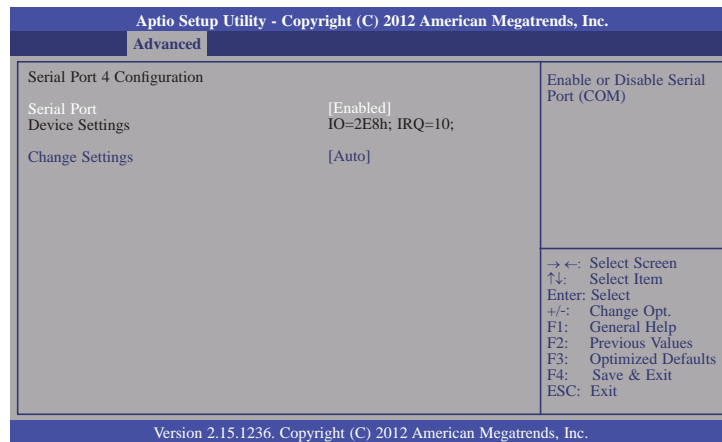 Aptio Setup Utility - Copyright (C) 2012 American Megatrends, Inc.
Advanced
Serial Port 4 Configuration
Serial Port [Enabled]
Device Settings IO=2E8h; IRQ=10;
Change Settings [Auto]
Enable or Disable Serial
Port (COM)
→ ←: Select Screen
↑↓: Select Item
Enter: Select
+/-: Change Opt.
F1: General Help
F2: Previous Values
F3: Optimized Defaults
F4: Save & Exit
ESC: Exit
Version 2.15.1236. Copyright (C) 2012 American Megatrends, Inc.